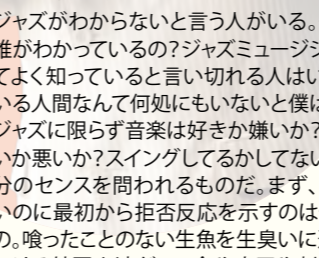 ジャズがわからないと言う人がいる。
誰がわかっているの？ジャズミュージシ
てよく知っていると言い切れる人はい
いる人間なんて何処にもいないと僕は
ジャズに限らず音楽は好きか嫌いか？
いか悪いか？スイングしてるかしてない
分のセンスを問われるものだ。まず、
いのに最初から拒否反応を示すのは
の。喰ったことのない生魚を生臭いに